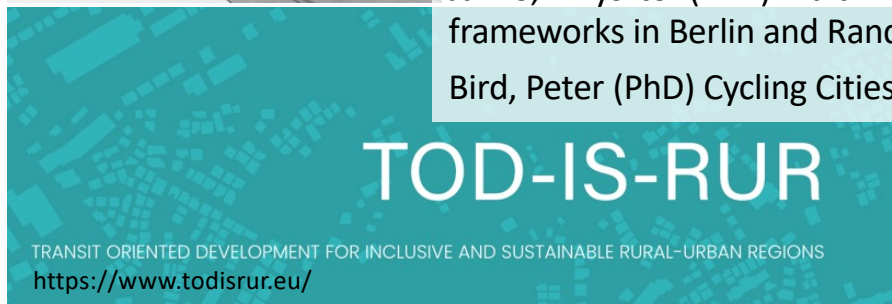 frameworks in Berlin and Rand
Bird, Peter (PhD) Cycling Cities
TOD-IS-RUR
TRANSIT ORIENTED DEVELOPMENT FOR INCLUSIVE AND SUSTAINABLE RURAL-URBAN REGIONS
https://www.todisrur.eu/